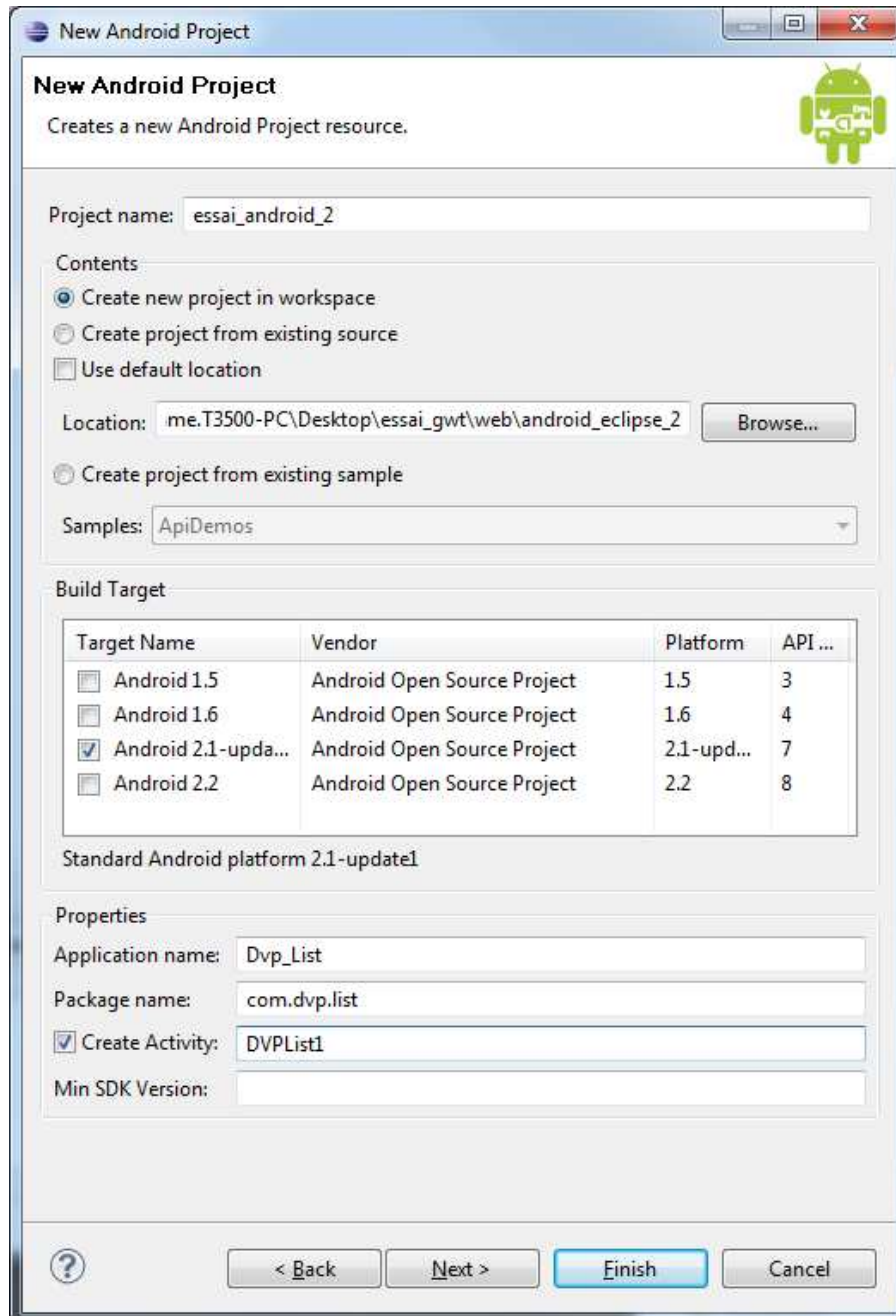 New Android Project
New Android Project
Creates a new Android Project resource.
Project name: essai_android_2
Contents
Create new project in workspace
Create project from existing source
Use default location
Location: me.T3500-PC\Desktop\essai_gwt\web\android_eclipse_2 Browse...
Create project from existing sample
Samples: ApiDemos
Build Target
Target Name Vendor Platform API ...
Android 1.5 Android Open Source Project 1.5 3
Android 1.6 Android Open Source Project 1.6 4
Android 2.1-upda... Android Open Source Project 2.1-upd... 7
Android 2.2 Android Open Source Project 2.2 8
Standard Android platform 2.1-update1
Properties
Application name: Dvp_List
Package name: com.dvp.list
Create Activity: DVPList1
Min SDK Version:
? < Back Next > Finish Cancel